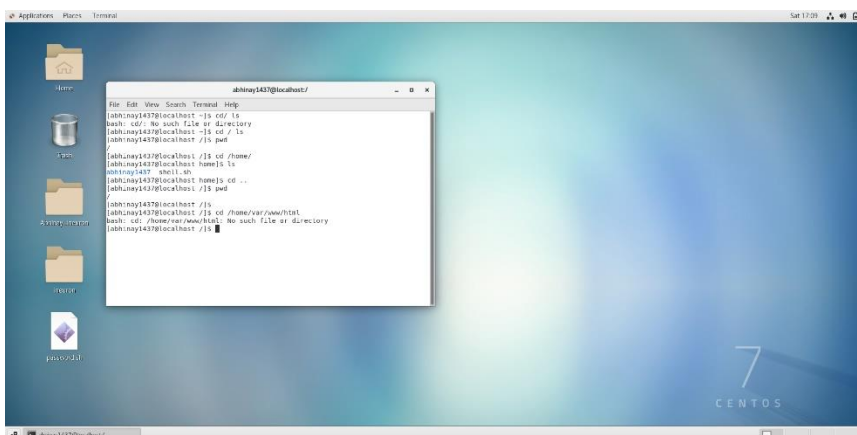 Applications Places Terminal
Sat 17:09
Home
Trash
abhinay1437@localhost:/
File Edit View Search Terminal Help
[abhinay1437@localhost ~]$ cd/ ls
bash: cd/: No such file or directory
[abhinay1437@localhost ~]$ cd / ls
[abhinay1437@localhost /]$ pwd
/
[abhinay1437@localhost /]$ cd /home/
[abhinay1437@localhost home]$ ls
abhinay1437 shell.sh
[abhinay1437@localhost home]$ cd ..
[abhinay1437@localhost /]$ pwd
/
[abhinay1437@localhost /]$
[abhinay1437@localhost /]$ cd /home/var/www/html
bash: cd: /home/var/www/html: No such file or directory
[abhinay1437@localhost /]$
7
CENTOS